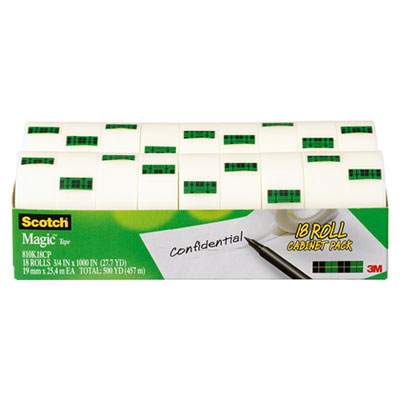 Scotch
Magic™ Tape
810K18CP
18 ROLLS 3/4 IN X 1000 IN (27.7 YD)
19 mm x 25,4 m EA TOTAL: 500 YD (457 m)
Confidential
18 ROLL
CABINET PACK
3M